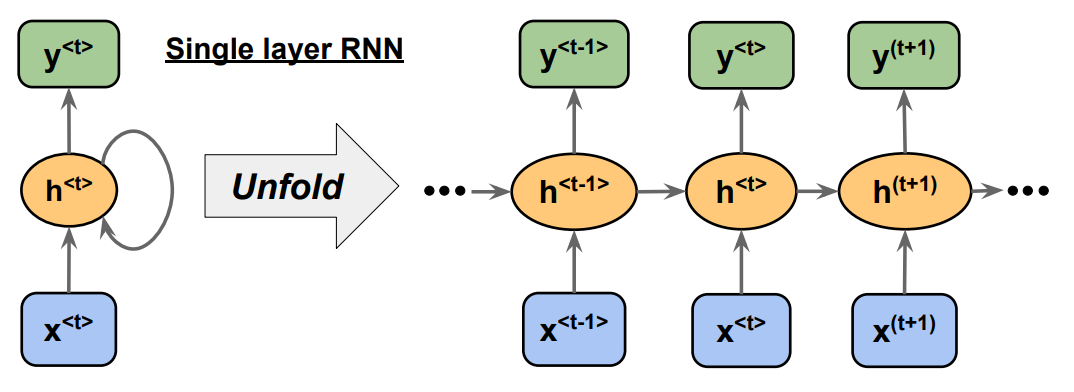 Single layer RNN
y<t>
h<t>
x<t>
Unfold
y<t-1> y<t> y(t+1)
••• h<t-1> h<t> h(t+1) •••
x<t-1> x<t> x(t+1)